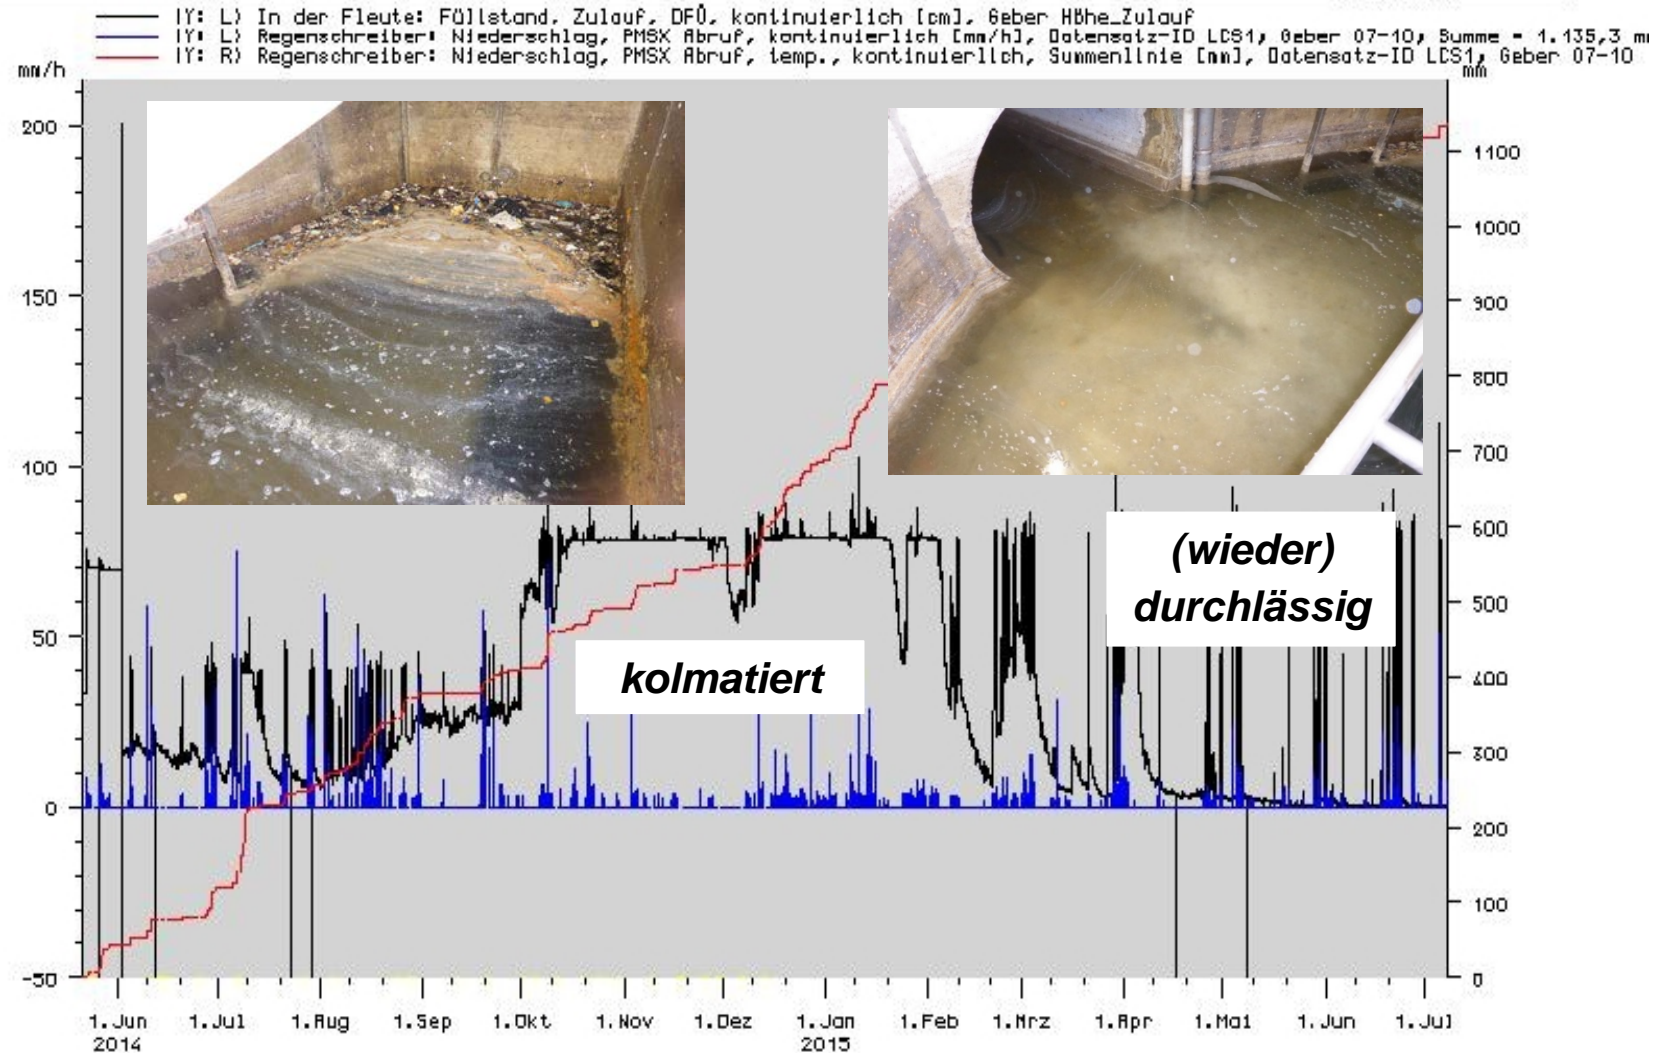 IY: L) In der Fleute: Füllstand, Zulauf, DFÜ, kontinuierlich [cm], Geber Höhe_Zulauf
IY: L) Regenschreiber: Niederschlag, PMSX Abruf, kontinuierlich [mm/h], Datensatz-ID LCS1, Geber 07-10, Summe = 1.135,3 m
IY: R) Regenschreiber: Niederschlag, PMSX Abruf, temp., kontinuierlich, Summenlinie [mm], Datensatz-ID LCS1, Geber 07-10
mm/h
mm
200
150
100
50
0
-50
1100
1000
900
800
700
600
500
400
300
200
100
0
kolmatiert
(wieder)
durchlässig
1.Jun 1.Jul 1.Aug 1.Sep 1.Okt 1.Nov 1.Dez 1.Jan 1.Feb 1.Mrz 1.Apr 1.Mai 1.Jun 1.Jul
2014 2015